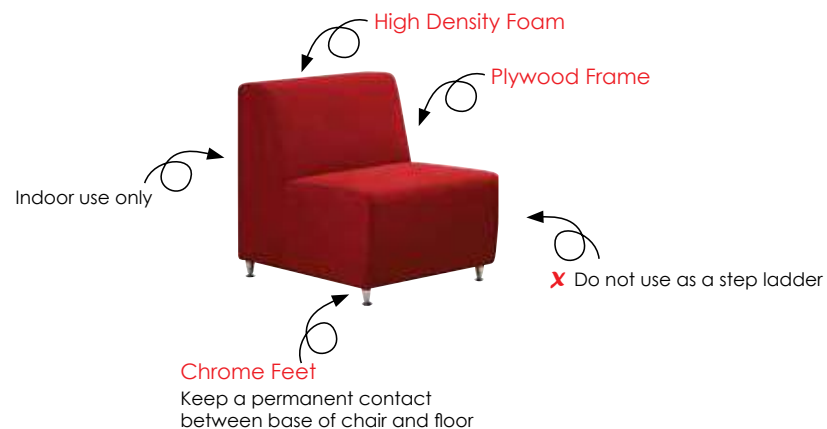 High Density Foam
Plywood Frame
Indoor use only
✗ Do not use as a step ladder
Chrome Feet
Keep a permanent contact
between base of chair and floor